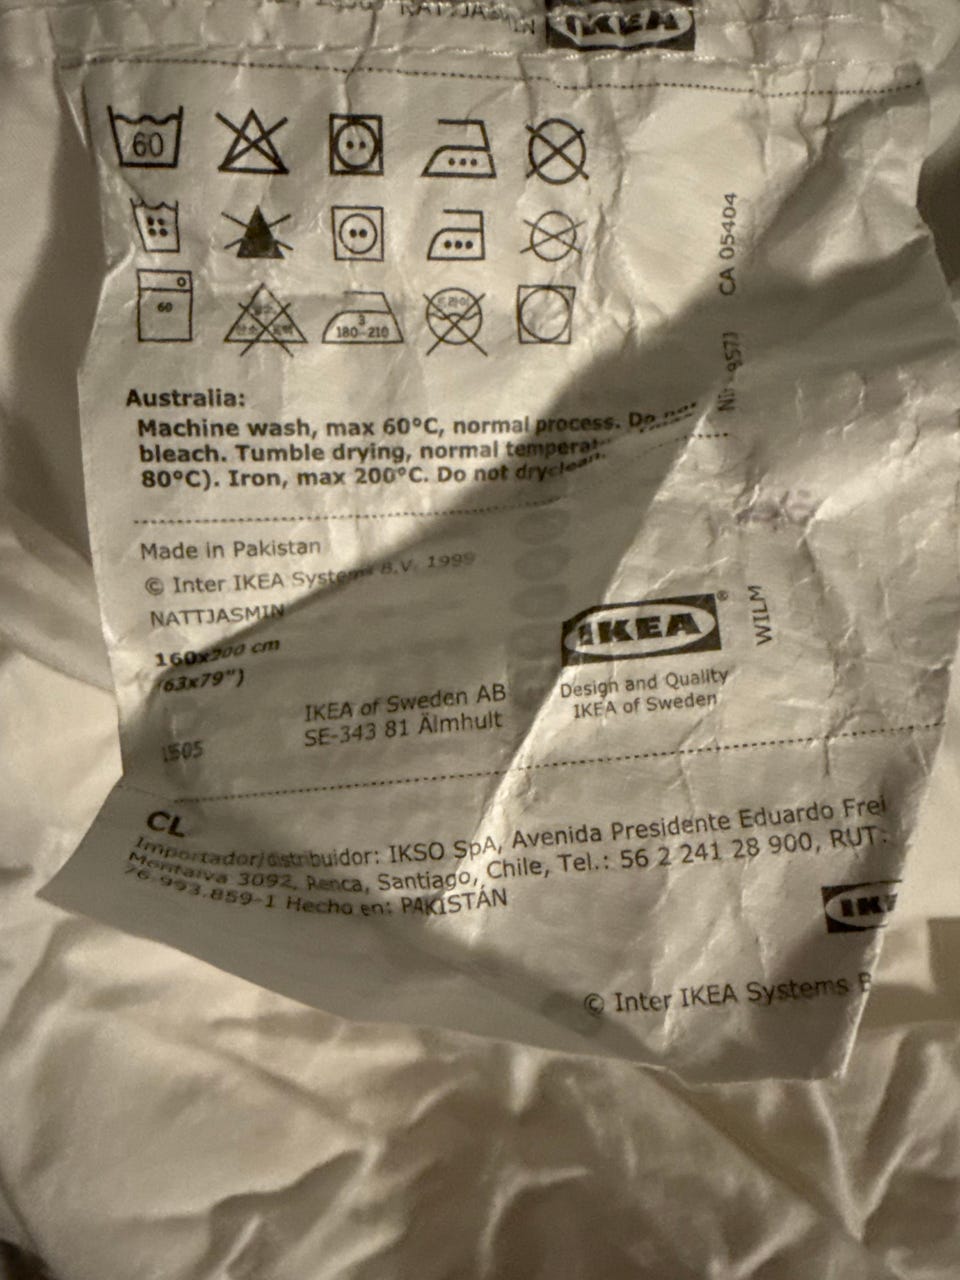 NATTJASMIN
IKEA
60
60
3
180-210
CA 05404
Australia:
Machine wash, max 60°C, normal process. Do not
bleach. Tumble drying, normal temperat
80°C). Iron, max 200°C. Do not dryclean.
Made in Pakistan
© Inter IKEA Systems B.V. 1999
NATTJASMIN
160x200 cm
(63x79")
IKEA of Sweden AB
SE-343 81 Älmhult
IKEA®
WILM
Design and Quality
IKEA of Sweden
CL
Importador/distribuidor: IKSO SpA, Avenida Presidente Eduardo Frei
Montalva 3092, Renca, Santiago, Chile, Tel.: 56 2 241 28 900, RUT:
76.993.859-1 Hecho en: PAKISTÁN
IKE
© Inter IKEA Systems B